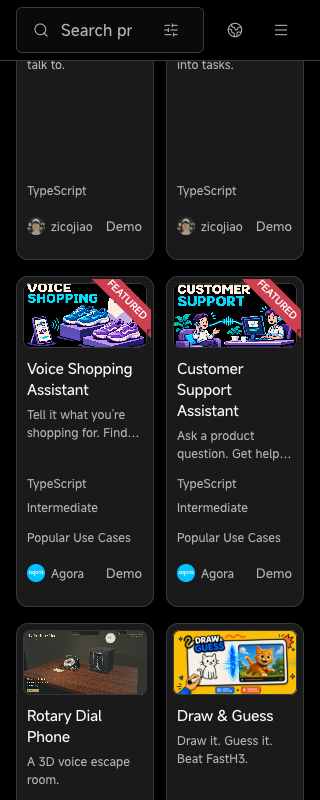 Search pr
talk to.
into tasks.
TypeScript
TypeScript
zicojiao
Demo
zicojiao
Demo
VOICE
SHOPPING
FEATURED
CUSTOMER
SUPPORT
FEATURED
Voice Shopping
Assistant
Tell it what you're
shopping for. Find...
TypeScript
Intermediate
Popular Use Cases
agora
Agora
Demo
Customer
Support
Assistant
Ask a product
question. Get help...
TypeScript
Intermediate
Popular Use Cases
agora
Agora
Demo
Rotary Dial
Phone
A 3D voice escape
room.
DRAW &
GUESS
Draw & Guess
Draw it. Guess it.
Beat FastH3.